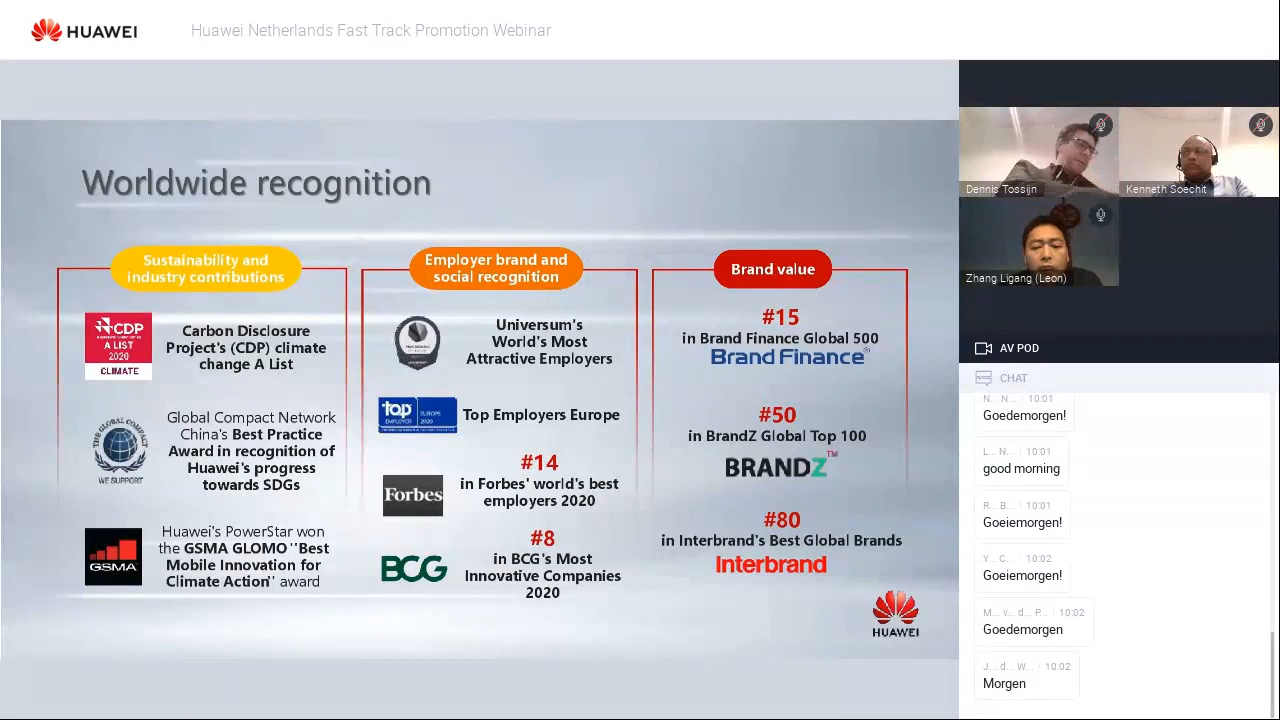 HUAWEI
Huawei Netherlands Fast Track Promotion Webinar
Worldwide recognition
Sustainability and
industry contributions
CDP
A LIST
2020
CLIMATE
Carbon Disclosure
Project's (CDP) climate
change A List
THE GLOBAL COMPACT
WE SUPPORT
Global Compact Network
China's Best Practice
Award in recognition of
Huawei's progress
towards SDGs
GSMA
Huawei's PowerStar won
the GSMA GLOMO "Best
Mobile Innovation for
Climate Action" award
Employer brand and
social recognition
Universum's
World's Most
Attractive Employers
top
EMPLOYER
EUROPE
2020
Top Employers Europe
Forbes
#14
in Forbes' world's best
employers 2020
BCG
#8
in BCG's Most
Innovative Companies
2020
Brand value
#15
in Brand Finance Global 500
Brand Finance®
#50
in BrandZ Global Top 100
BRANDZ™
#80
in Interbrand's Best Global Brands
Interbrand
HUAWEI
Dennis Tossijn
Kenneth Soechit
Zhang Ligang (Leon)
AV POD
CHAT
N... N... 10:01
Goedemorgen!
L... N... 10:01
good morning
R... B... 10:01
Goeiemorgen!
Y... C... 10:02
Goeiemorgen!
M... v... d... P... 10:02
Goedemorgen
J... d... W... 10:02
Morgen